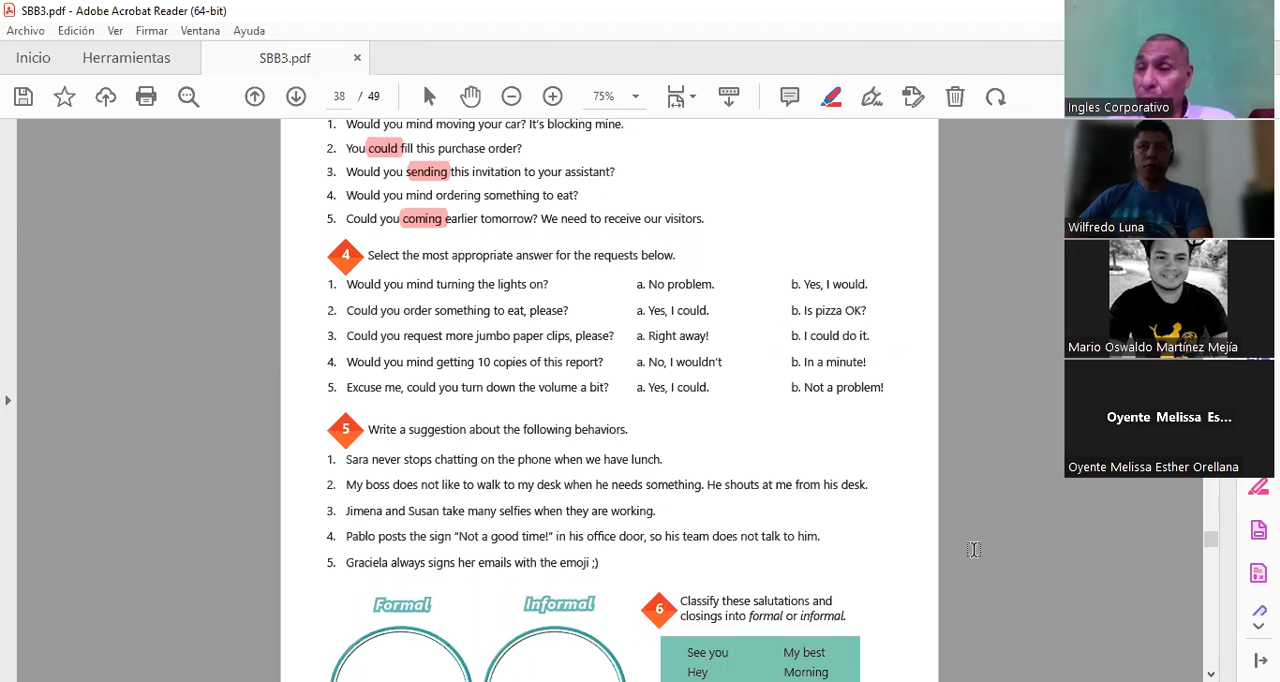 SBB3.pdf - Adobe Acrobat Reader (64-bit)
Archivo Edición Ver Firmar Ventana Ayuda
Inicio Herramientas SBB3.pdf ×
38 / 49 75%
1. Would you mind moving your car? It's blocking mine.
2. You could fill this purchase order?
3. Would you sending this invitation to your assistant?
4. Would you mind ordering something to eat?
5. Could you coming earlier tomorrow? We need to receive our visitors.
4 Select the most appropriate answer for the requests below.
1. Would you mind turning the lights on? a. No problem. b. Yes, I would.
2. Could you order something to eat, please? a. Yes, I could. b. Is pizza OK?
3. Could you request more jumbo paper clips, please? a. Right away! b. I could do it.
4. Would you mind getting 10 copies of this report? a. No, I wouldn't b. In a minute!
5. Excuse me, could you turn down the volume a bit? a. Yes, I could. b. Not a problem!
5 Write a suggestion about the following behaviors.
1. Sara never stops chatting on the phone when we have lunch.
2. My boss does not like to walk to my desk when he needs something. He shouts at me from his desk.
3. Jimena and Susan take many selfies when they are working.
4. Pablo posts the sign "Not a good time!" in his office door, so his team does not talk to him.
5. Graciela always signs her emails with the emoji ;)
Formal Informal
6 Classify these salutations and
closings into formal or informal.
See you My best
Hey Morning
Ingles Corporativo
Wilfredo Luna
Mario Oswaldo Martínez Mejía
Oyente Melissa Es...
Oyente Melissa Esther Orellana